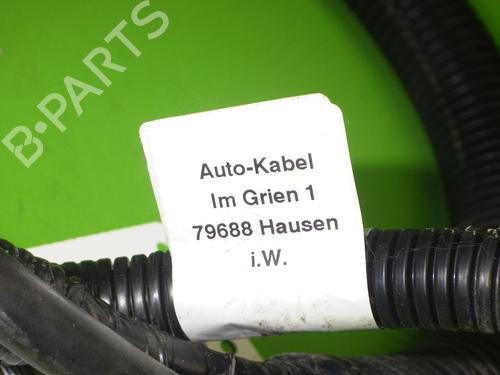 B-PARTS
Auto-Kabel
Im Grien 1
79688 Hausen
i.W.